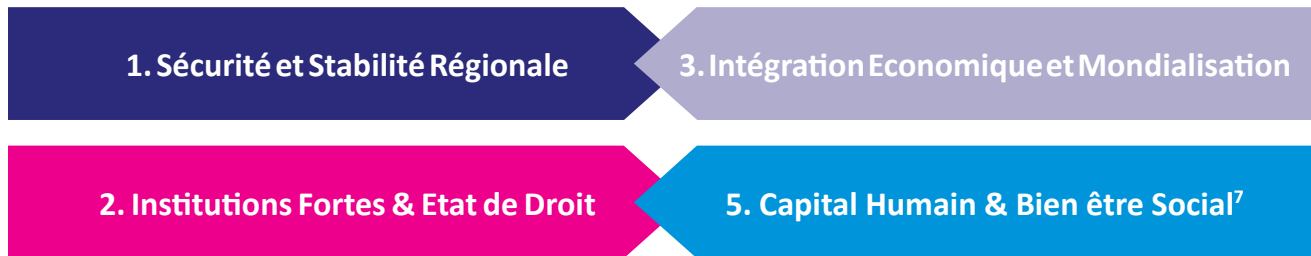 1. Sécurité et Stabilité Régionale
3. Intégration Economique et Mondialisation
2. Institutions Fortes & Etat de Droit
5. Capital Humain & Bien être Social⁷